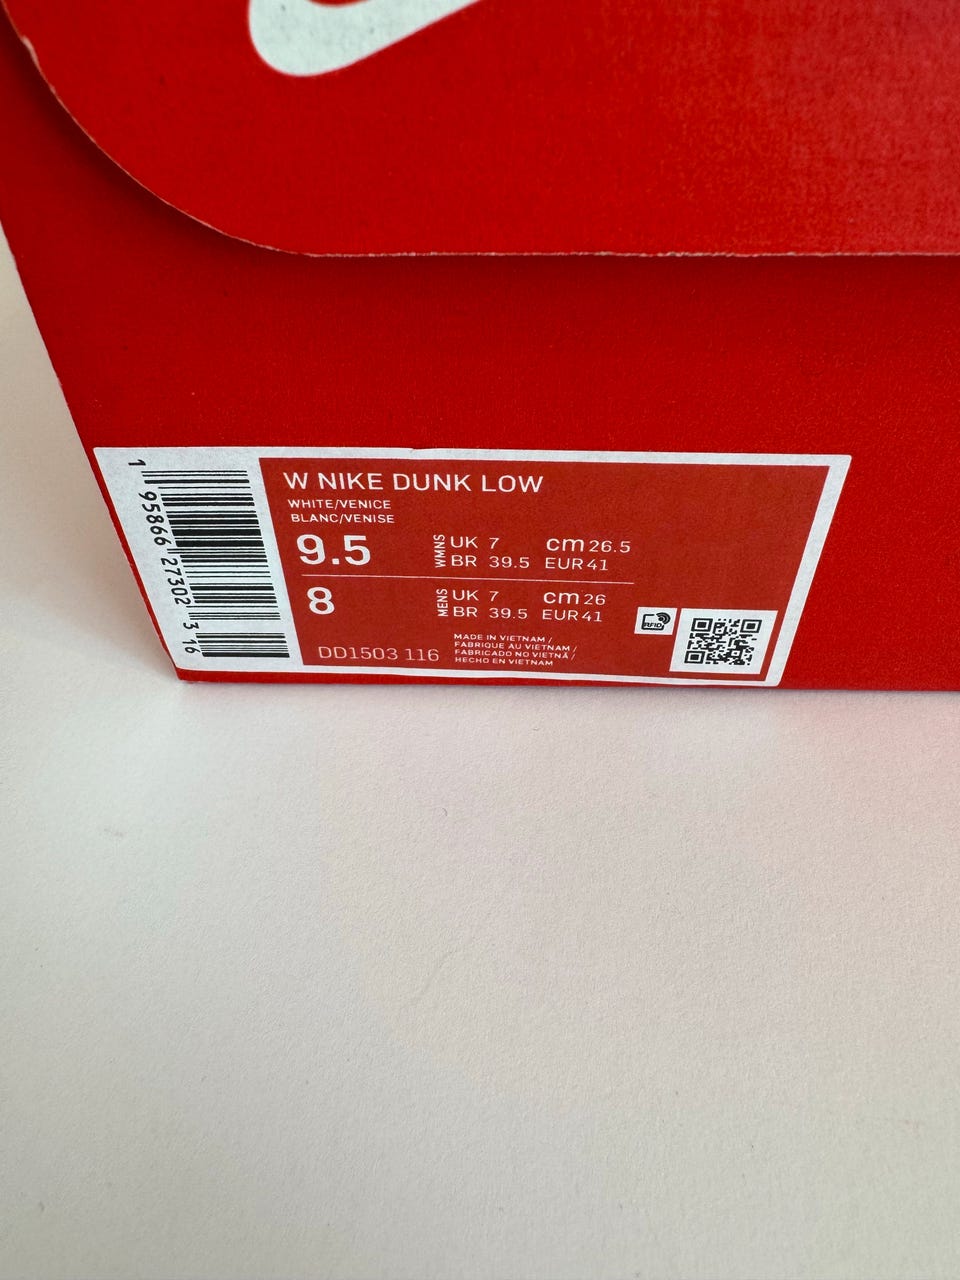 W NIKE DUNK LOW
WHITE/VENICE
BLANC/VENISE
9.5 WMNS UK 7 cm 26.5
BR 39.5 EUR 41
8 MENS UK 7 cm 26
BR 39.5 EUR 41
DD1503 116
MADE IN VIETNAM /
FABRIQUE AU VIETNAM /
FABRICADO NO VIETNÃ /
HECHO EN VIETNAM
RFID
1 95866 27302 3 16